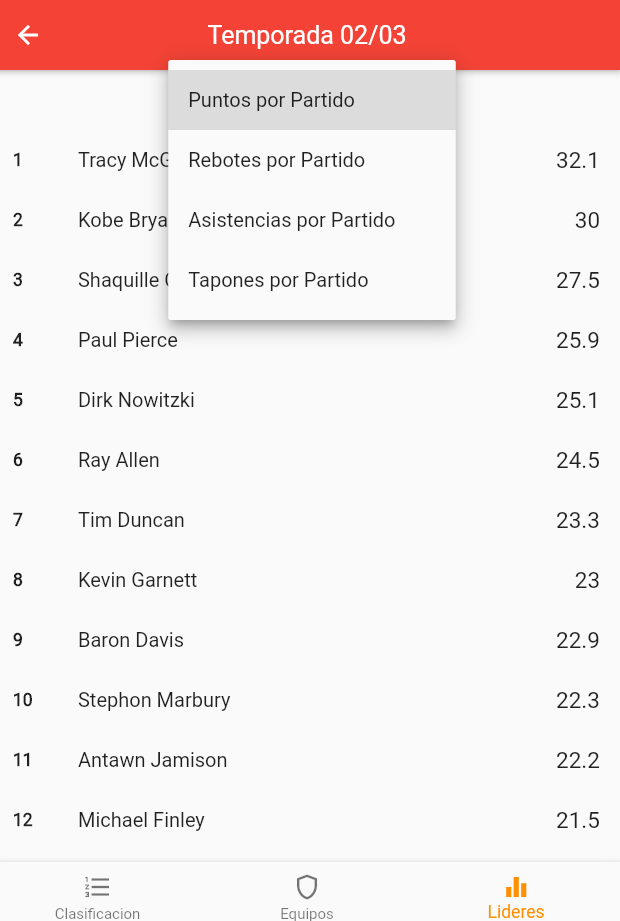 Temporada 02/03
Puntos por Partido
Rebotes por Partido
Asistencias por Partido
Tapones por Partido
1 Tracy 32.1
2 Kobe 30
3 Shaquille 27.5
4 Paul Pierce 25.9
5 Dirk Nowitzki 25.1
6 Ray Allen 24.5
7 Tim Duncan 23.3
8 Kevin Garnett 23
9 Baron Davis 22.9
10 Stephon Marbury 22.3
11 Antawn Jamison 22.2
12 Michael Finley 21.5
Clasificacion
Equipos
Lideres